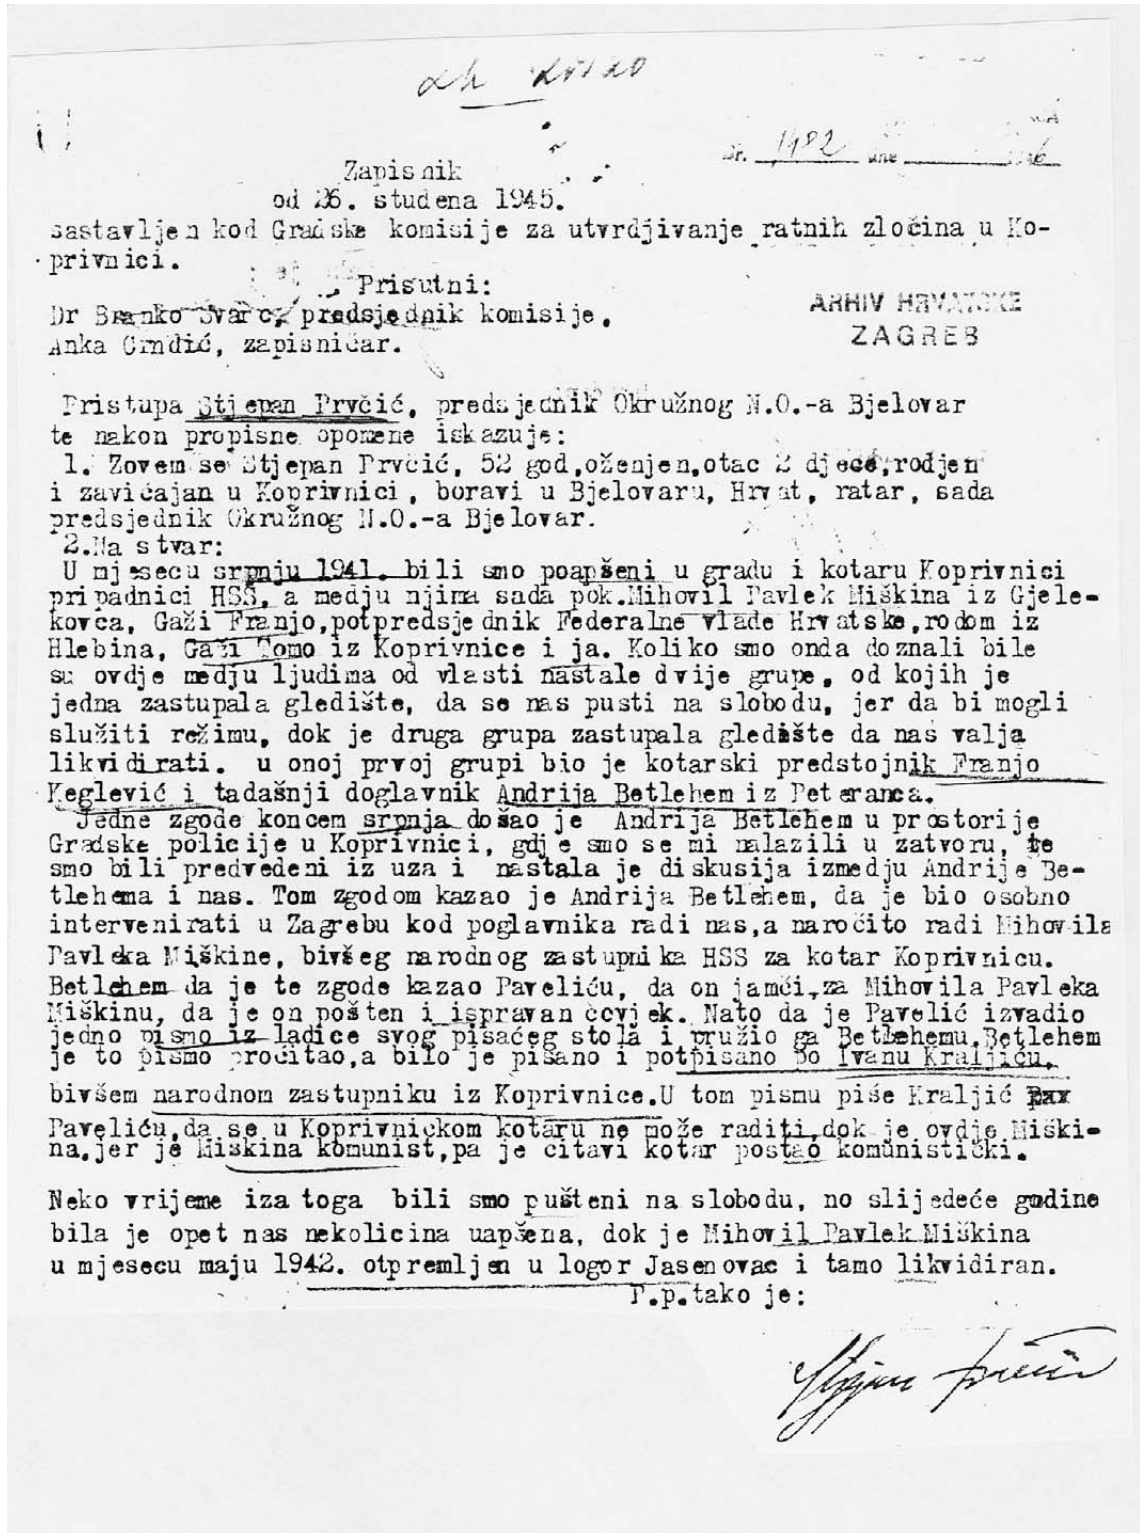 Br. 1482 dne
Zapisnik
od 26. studena 1945.
sastavljen kod Gradske komisije za utvrdjivanje ratnih zločina u Ko-
privnici.
Prisutni:
Dr Branko Švarc, predsjednik komisije.
Anka Grndić, zapisničar.
ARHIV HRVATSKE
ZAGREB
Pristupa Stjepan Prvčić, predsjednik Okružnog N.O.-a Bjelovar
te nakon propisne opomene iskazuje:
1. Zovem se Stjepan Prvčić, 52 god.,oženjen,otac 2 djece,rodjen
i zavičajan u Koprivnici, boravi u Bjelovaru, Hrvat, ratar, sada
predsjednik Okružnog N.O.-a Bjelovar.
2.Na stvar:
U mjesecu srpnju 1941. bili smo poapšeni u gradu i kotaru Koprivnici
pripadnici HSS, a medju njima sada pok.Mihovil Pavlek Miškina iz Gjele-
kovca, Gaži Franjo,potpredsjednik Federalne vlade Hrvatske,rodom iz
Hlebina, Gaži Tomo iz Koprivnice i ja. Koliko smo onda doznali bile
su ovdje medju ljudima od vlasti nastale dvije grupe, od kojih je
jedna zastupala gledište, da se nas pusti na slobodu, jer da bi mogli
služiti režimu, dok je druga grupa zastupala gledište da nas valja
likvidirati. u onoj prvoj grupi bio je kotarski predstojnik Franjo
Keglević i tadašnji doglavnik Andrija Betlehem iz Peteranca.
Jedne zgode koncem srpnja došao je Andrija Betlehem u prostorije
Gradske policije u Koprivnici, gdje smo se mi nalazili u zatvoru, te
smo bili predvedeni iz uza i nastala je diskusija izmedju Andrije Be-
tlehema i nas. Tom zgodom kazao je Andrija Betlehem, da je bio osobno
intervenirati u Zagrebu kod poglavnika radi nas,a naročito radi Mihovila
Pavleka Miškine, bivšeg narodnog zastupnika HSS za kotar Koprivnicu.
Betlehem da je te zgode kazao Paveliću, da on jamči,za Mihovila Pavleka
Miškinu, da je on pošten i ispravan čovjek. Nato da je Pavelić izvadio
jedno pismo iz ladice svog pisaćeg stola i pružio ga Betlehemu.Betlehem
je to pismo pročitao,a bilo je pisano i potpisano po Ivanu Kraljiću,
bivšem narodnom zastupniku iz Koprivnice.U tom pismu piše Kraljić
Paveliću,da se u Koprivničkom kotaru ne može raditi,dok je ovdje Miški-
na,jer je Miškina komunist,pa je čitavi kotar postao komunistički.
Neko vrijeme iza toga bili smo pušteni na slobodu, no slijedeće godine
bila je opet nas nekolicina uapšena, dok je Mihovil Pavlek Miškina
u mjesecu maju 1942. otpremljen u logor Jasenovac i tamo likvidiran.
P.p.tako je: